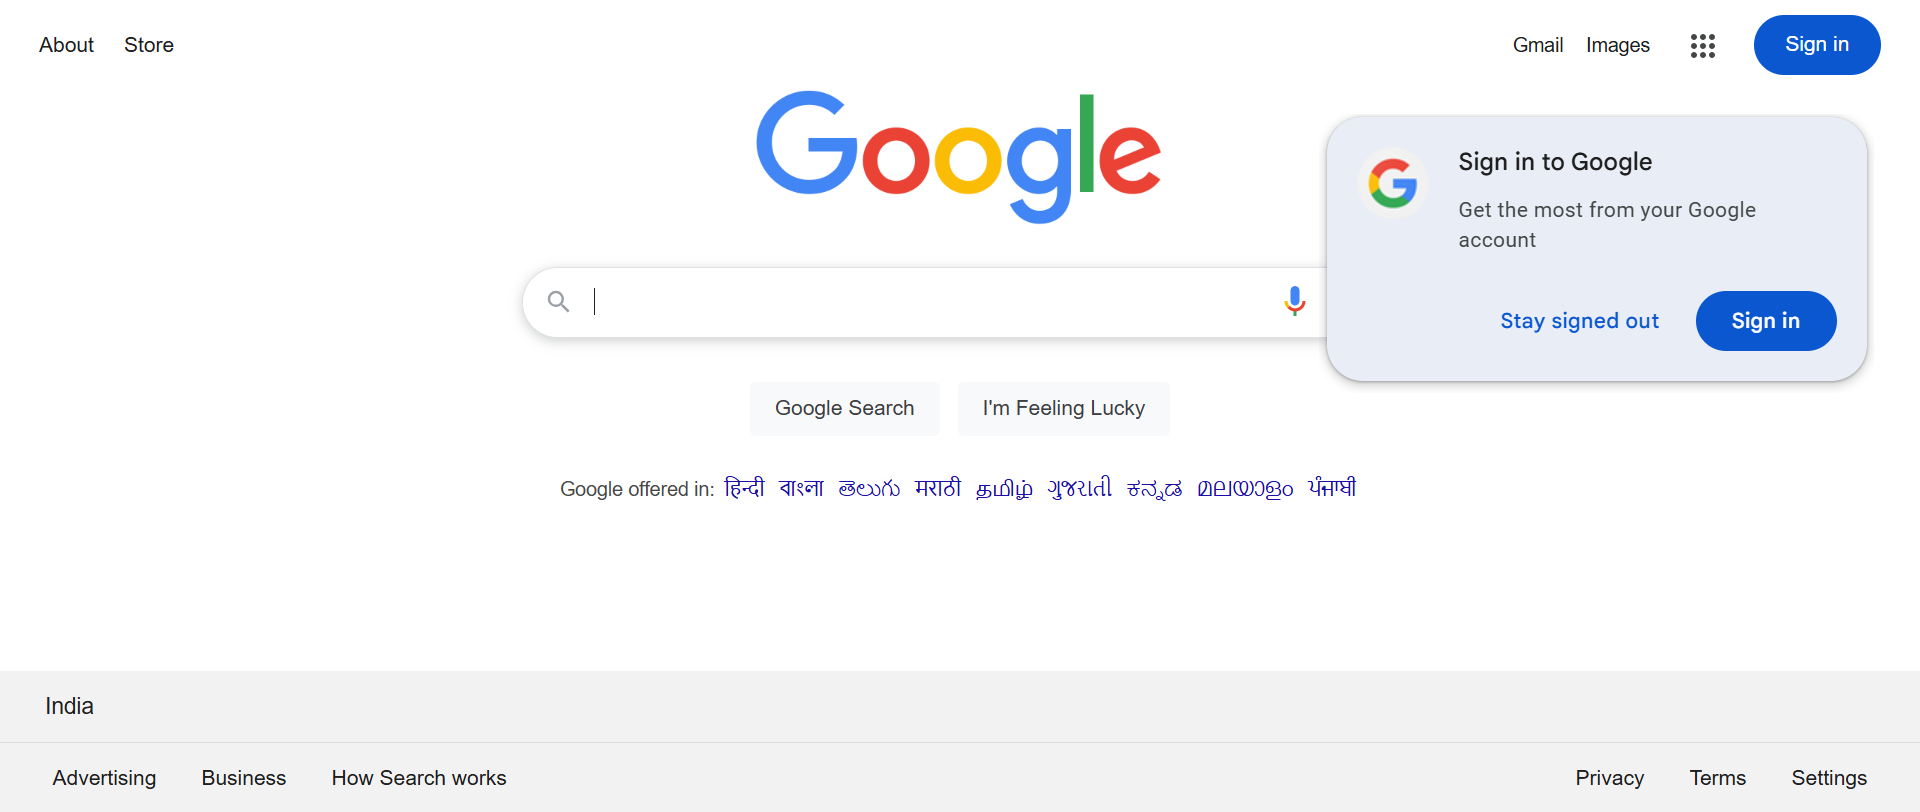 About Store Gmail Images Sign in
Google
Sign in to Google
Get the most from your Google
account
Stay signed out Sign in
Google Search I'm Feeling Lucky
Google offered in: हिन्दी বাংলা తెలుగు मराठी தமிழ் ગુજરાતી ಕನ್ನಡ മലയാളം ਪੰਜਾਬੀ
India
Advertising Business How Search works Privacy Terms Settings